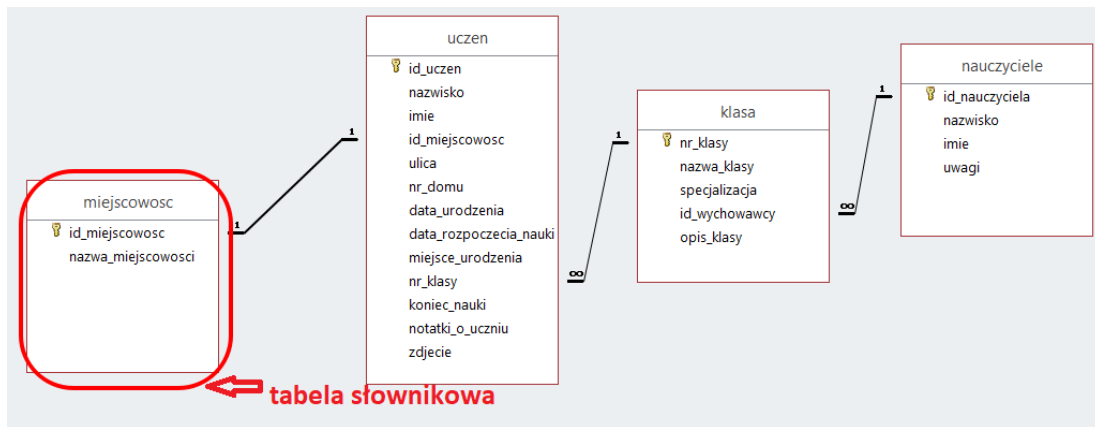 miejscowosc
id_miejscowosc
nazwa_miejscowosci
1
1
uczen
id_uczen
nazwisko
imie
id_miejscowosc
ulica
nr_domu
data_urodzenia
data_rozpoczecia_nauki
miejsce_urodzenia
nr_klasy
koniec_nauki
notatki_o_uczniu
zdjecie
∞
1
klasa
nr_klasy
nazwa_klasy
specjalizacja
id_wychowawcy
opis_klasy
∞
1
nauczyciele
id_nauczyciela
nazwisko
imie
uwagi
tabela słownikowa